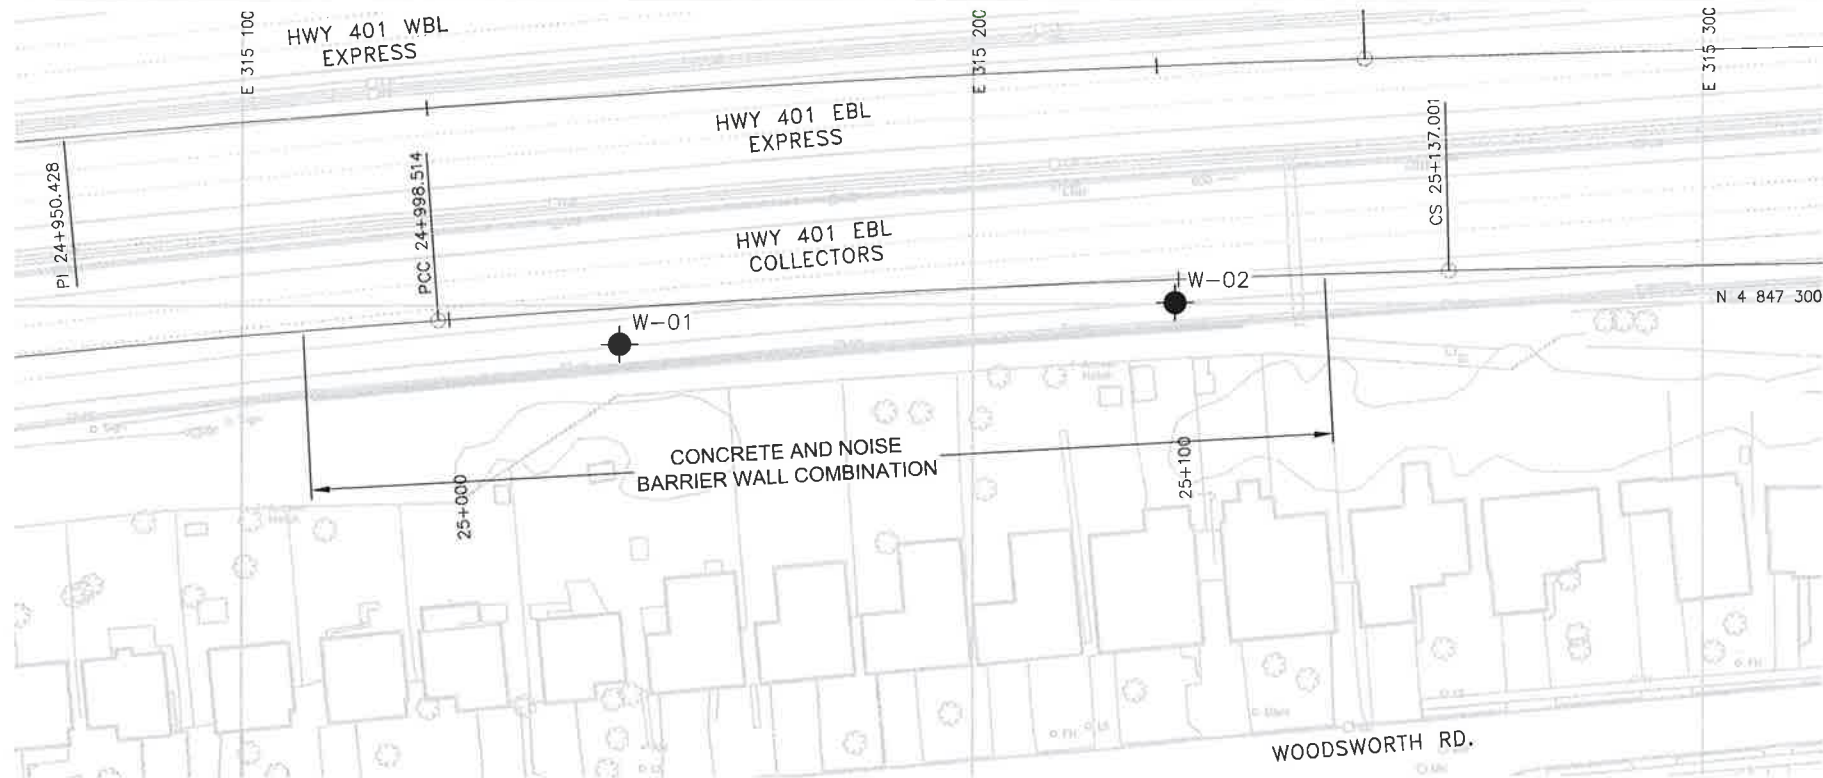 HWY 401 WBL
EXPRESS
E 315 10C
E 315 20C
E 315 30C
HWY 401 EBL
EXPRESS
PI 24+950.428
PCC 24+998.514
CS 25+137.001
HWY 401 EBL
COLLECTORS
W-01
W-02
N 4 847 300
CONCRETE AND NOISE
BARRIER WALL COMBINATION
25+000
25+100
WOODSWORTH RD.